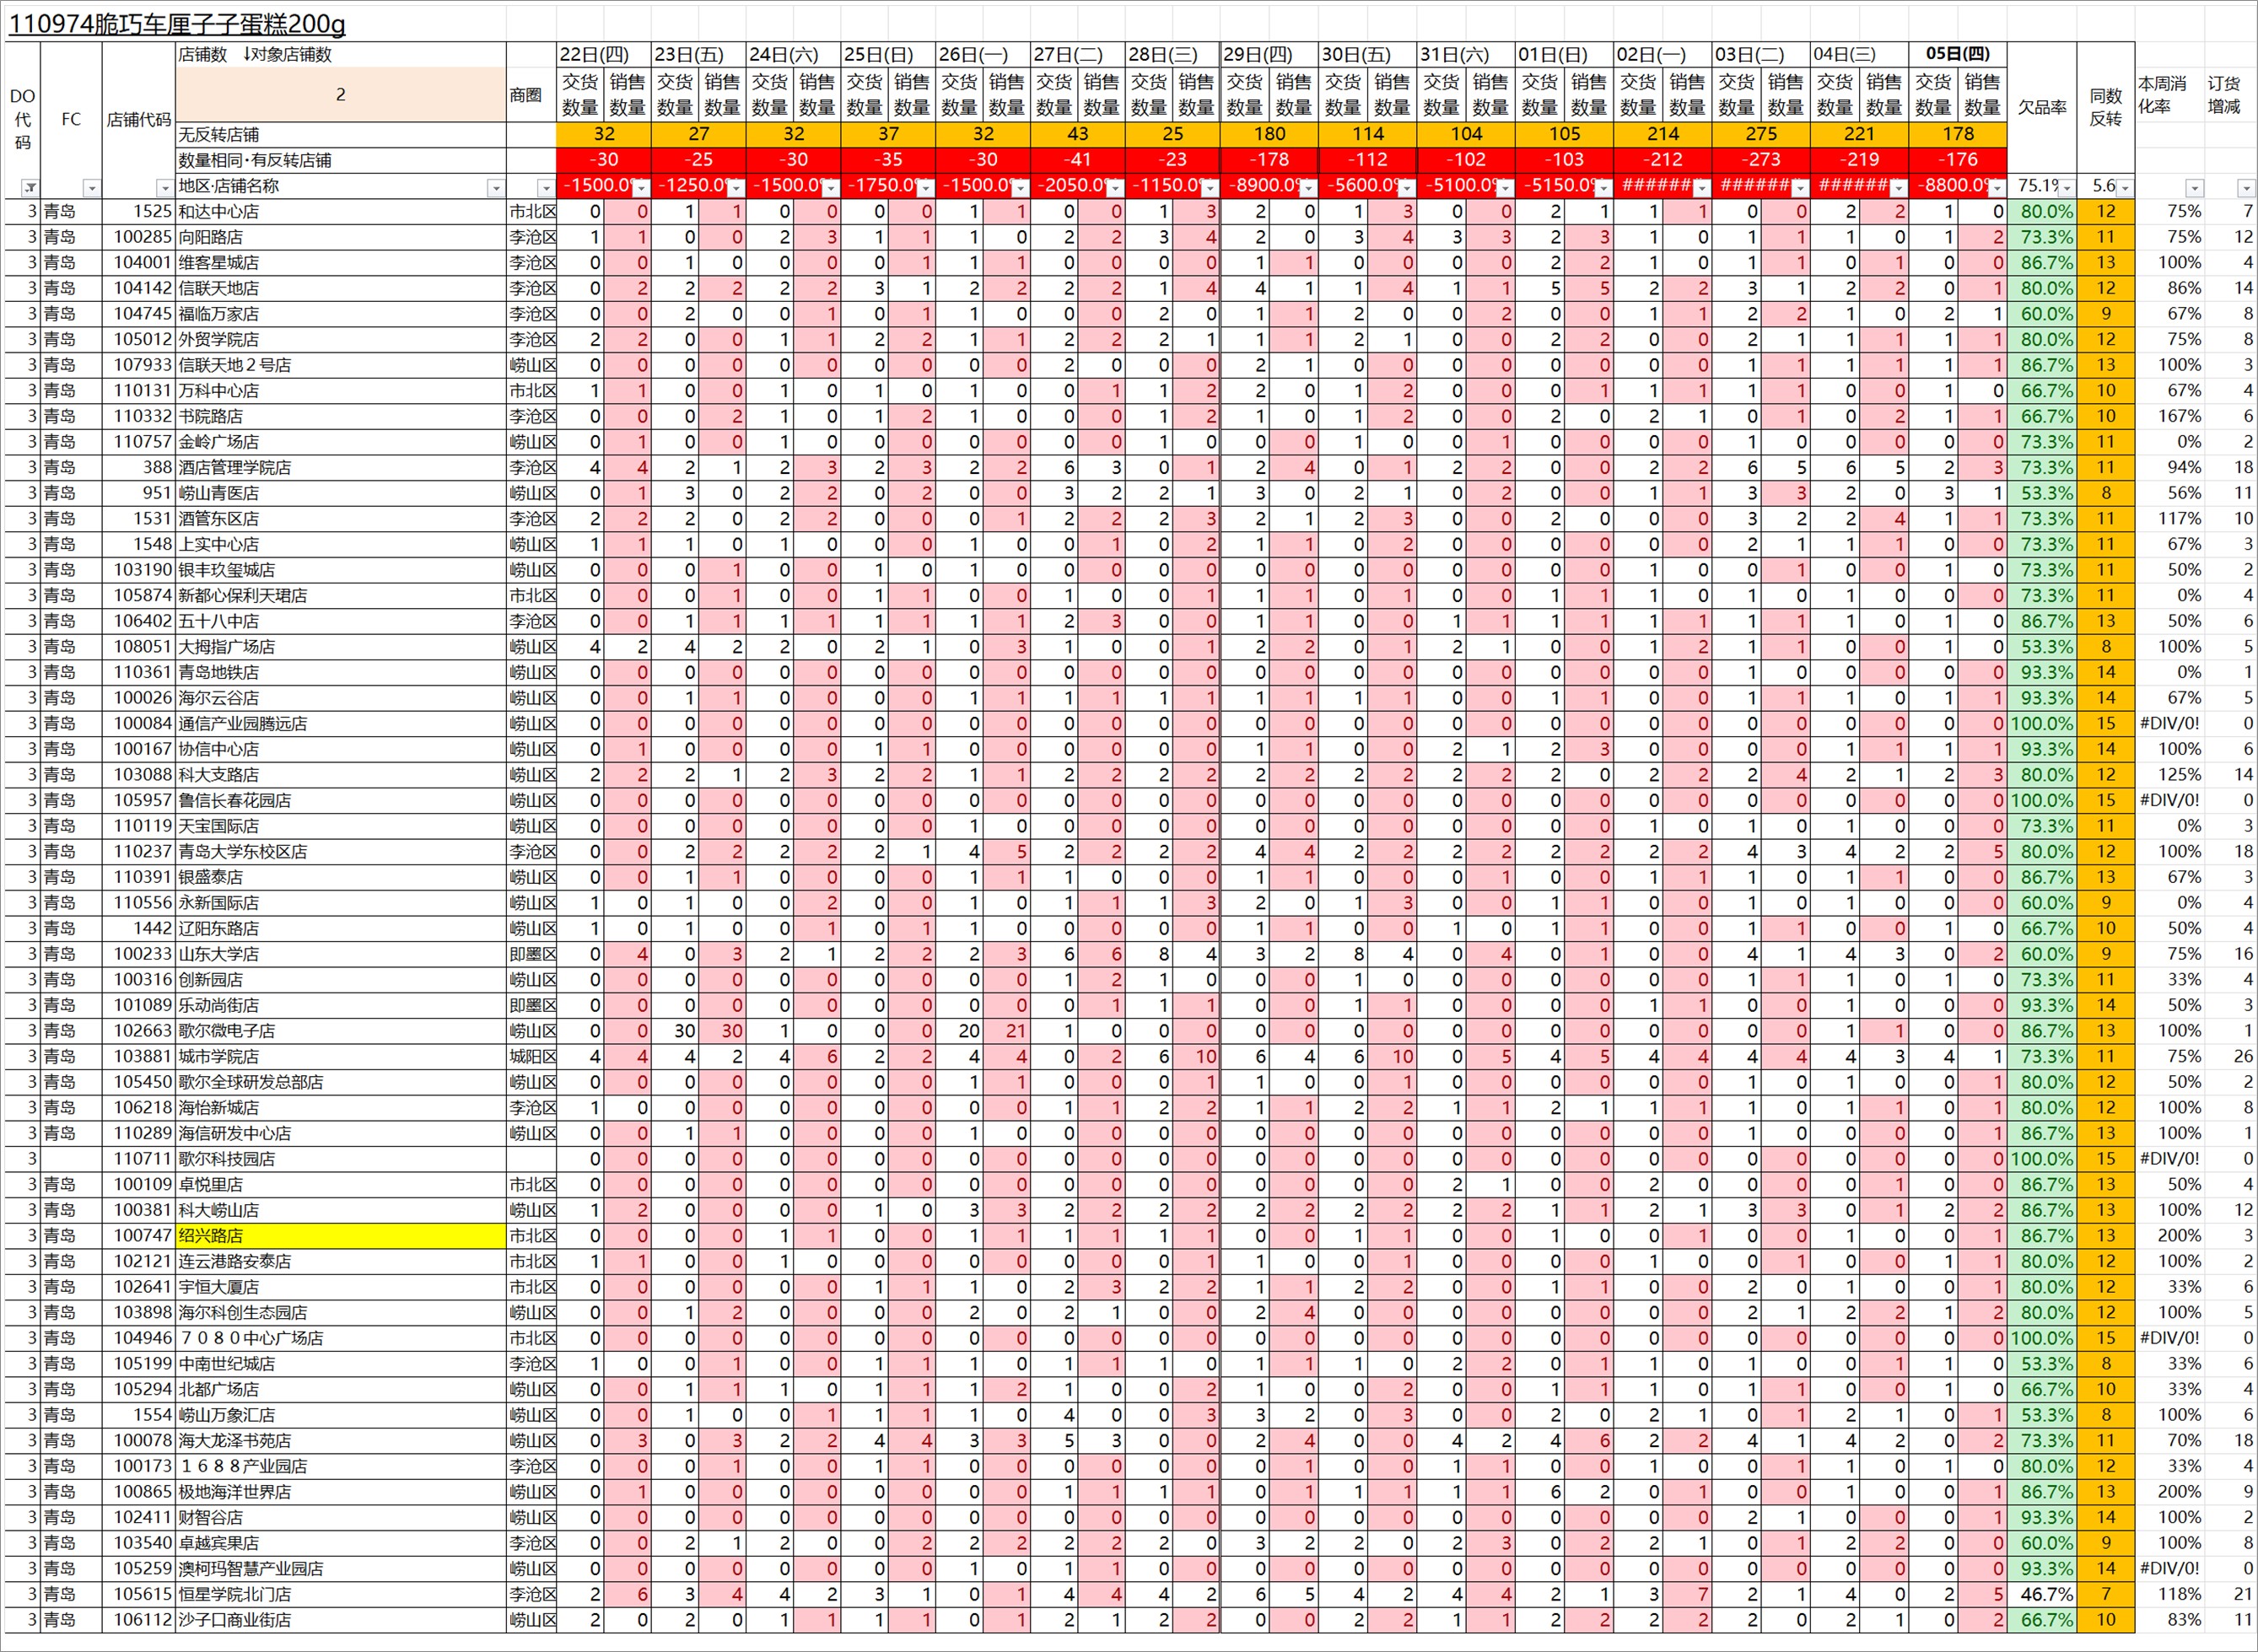 110974脆巧车厘子子蛋糕200g
DO代码 FC 店铺代码 店铺数 ↓对象店铺数 商圈 22日(四) 23日(五) 24日(六) 25日(日) 26日(一) 27日(二) 28日(三) 29日(四) 30日(五) 31日(六) 01日(日) 02日(一) 03日(二) 04日(三) 05日(四) 欠品率 同数反转 本周消化率 订货增减
2 交货数量 销售数量 交货数量 销售数量 交货数量 销售数量 交货数量 销售数量 交货数量 销售数量 交货数量 销售数量 交货数量 销售数量 交货数量 销售数量 交货数量 销售数量 交货数量 销售数量 交货数量 销售数量 交货数量 销售数量 交货数量 销售数量 交货数量 销售数量 交货数量 销售数量
无反转店铺 32 27 32 37 32 43 25 180 114 104 105 214 275 221 178
数量相同·有反转店铺 -30 -25 -30 -35 -30 -41 -23 -178 -112 -102 -103 -212 -273 -219 -176
地区·店铺名称 -1500.0% -1250.0% -1500.0% -1750.0% -1500.0% -2050.0% -1150.0% -8900.0% -5600.0% -5100.0% -5150.0% ####### ####### ###### -8800.0% 75.1% 5.6
3 青岛 1525 和达中心店 市北区 0 0 1 1 0 0 0 0 1 1 0 0 1 3 2 0 1 3 0 0 2 1 1 1 0 0 2 2 1 0 80.0% 12 75% 7
3 青岛 100285 向阳路店 李沧区 1 1 0 0 2 3 1 1 1 0 2 2 3 4 2 0 3 4 3 3 2 3 1 0 1 1 1 0 1 2 73.3% 11 75% 12
3 青岛 104001 维客星城店 李沧区 0 0 1 0 0 0 0 1 1 1 0 0 0 0 1 1 0 0 0 0 2 2 1 0 1 1 0 1 0 0 86.7% 13 100% 4
3 青岛 104142 信联天地店 李沧区 0 2 2 2 2 2 3 1 2 2 2 2 1 4 4 1 1 4 1 1 5 5 2 2 3 1 2 2 0 1 80.0% 12 86% 14
3 青岛 104745 福临万家店 李沧区 0 0 2 0 0 1 0 1 0 0 0 0 2 0 1 1 2 0 0 2 0 0 1 1 2 2 1 0 2 1 60.0% 9 67% 8
3 青岛 105012 外贸学院店 李沧区 2 2 0 0 1 1 2 2 1 1 2 2 2 1 1 1 2 1 0 0 2 2 0 0 2 1 1 1 1 1 80.0% 12 75% 8
3 青岛 107933 信联天地２号店 崂山区 0 0 0 0 0 0 0 0 0 0 2 0 0 0 2 1 0 0 0 0 0 0 0 0 1 1 1 1 1 1 86.7% 13 100% 3
3 青岛 110131 万科中心店 市北区 1 1 0 0 1 0 1 0 1 0 0 1 1 2 2 0 1 2 0 0 0 1 1 1 1 1 0 0 1 0 66.7% 10 67% 4
3 青岛 110332 书院路店 李沧区 0 0 0 2 1 0 1 2 1 0 0 0 1 2 1 0 1 2 0 0 2 0 2 1 0 1 0 2 1 1 66.7% 10 167% 6
3 青岛 110757 金岭广场店 崂山区 0 1 0 0 1 0 0 0 0 0 0 0 1 0 0 0 1 0 0 1 0 0 0 0 1 0 0 0 0 0 73.3% 11 0% 2
3 青岛 388 酒店管理学院店 李沧区 4 4 2 1 2 3 2 3 2 2 6 3 0 1 2 4 0 1 2 2 0 0 2 2 6 5 6 5 2 3 73.3% 11 94% 18
3 青岛 951 崂山青医店 崂山区 0 1 3 0 2 2 0 2 0 0 3 2 2 1 3 0 2 1 0 2 0 0 1 1 3 3 2 0 3 1 53.3% 8 56% 11
3 青岛 1531 酒管东区店 李沧区 2 2 2 0 2 2 0 0 0 1 2 2 2 3 2 1 2 3 0 0 2 0 0 0 3 2 2 4 1 1 73.3% 11 117% 10
3 青岛 1548 上实中心店 崂山区 1 1 1 0 1 0 0 0 1 0 0 1 0 2 1 1 0 2 0 0 0 0 0 0 2 1 1 1 0 0 73.3% 11 67% 3
3 青岛 103190 银丰玖玺城店 崂山区 0 0 0 1 0 0 1 0 1 0 0 0 0 0 0 0 0 0 0 0 0 0 1 0 0 1 0 0 1 0 73.3% 11 50% 2
3 青岛 105874 新都心保利天珺店 市北区 0 0 0 1 0 0 1 1 0 0 1 0 0 1 1 1 0 1 0 0 1 1 1 0 1 0 1 0 0 0 73.3% 11 0% 4
3 青岛 106402 五十八中店 李沧区 0 0 1 1 1 1 1 1 1 1 2 3 0 0 1 0 0 0 1 1 1 1 1 1 1 1 1 0 1 0 86.7% 13 50% 6
3 青岛 108051 大拇指广场店 崂山区 4 2 4 2 2 0 2 1 0 3 1 0 0 1 2 2 0 1 2 1 0 0 1 2 1 1 0 0 1 0 53.3% 8 100% 5
3 青岛 110361 青岛地铁店 崂山区 0 0 0 0 0 0 0 0 0 0 0 0 0 0 0 0 0 0 0 0 0 0 0 0 1 0 0 0 0 0 93.3% 14 0% 1
3 青岛 100026 海尔云谷店 崂山区 0 0 1 1 0 0 0 0 1 1 1 1 1 1 1 1 1 1 0 0 1 1 0 0 1 1 1 0 1 1 93.3% 14 67% 5
3 青岛 100084 通信产业园腾远店 崂山区 0 0 0 0 0 0 0 0 0 0 0 0 0 0 0 0 0 0 0 0 0 0 0 0 0 0 0 0 0 0 100.0% 15 #DIV/0! 0
3 青岛 100167 协信中心店 崂山区 0 1 0 0 0 0 1 1 0 0 0 0 0 0 1 1 0 0 2 1 2 3 0 0 0 0 1 1 1 1 93.3% 14 100% 6
3 青岛 103088 科大支路店 崂山区 2 2 2 1 2 3 2 2 1 1 2 2 2 2 2 2 2 2 2 2 2 0 2 2 2 4 2 1 2 3 80.0% 12 125% 14
3 青岛 105957 鲁信长春花园店 崂山区 0 0 0 0 0 0 0 0 0 0 0 0 0 0 0 0 0 0 0 0 0 0 0 0 0 0 0 0 0 0 100.0% 15 #DIV/0! 0
3 青岛 110119 天宝国际店 崂山区 0 0 0 0 0 0 0 0 1 0 0 0 0 0 0 0 0 0 0 0 0 0 1 0 1 0 1 0 0 0 73.3% 11 0% 3
3 青岛 110237 青岛大学东校区店 李沧区 0 0 2 2 2 2 2 1 4 5 2 2 2 2 4 4 2 2 2 2 2 2 2 2 4 3 4 2 2 5 80.0% 12 100% 18
3 青岛 110391 银盛泰店 崂山区 0 0 1 1 0 0 0 0 1 1 1 0 0 0 1 1 0 0 0 1 0 0 1 1 1 0 1 1 0 0 86.7% 13 67% 3
3 青岛 110556 永新国际店 崂山区 1 0 1 0 0 2 0 0 1 0 1 1 1 3 2 0 1 3 0 0 1 1 0 0 1 0 1 0 0 0 60.0% 9 0% 4
3 青岛 1442 辽阳东路店 崂山区 1 0 1 0 0 1 0 1 1 0 0 0 0 0 1 1 0 0 1 0 1 1 0 0 1 1 0 0 1 0 66.7% 10 50% 4
3 青岛 100233 山东大学店 即墨区 0 4 0 3 2 1 2 2 2 3 6 6 8 4 3 2 8 4 0 4 0 1 0 0 4 1 4 3 0 2 60.0% 9 75% 16
3 青岛 100316 创新园店 崂山区 0 0 0 0 0 0 0 0 0 0 1 2 1 0 0 0 1 0 0 0 0 0 0 0 1 1 1 0 1 0 73.3% 11 33% 4
3 青岛 101089 乐动尚街店 即墨区 0 0 0 0 0 0 0 0 0 0 0 1 1 1 0 0 1 1 0 0 0 0 1 1 0 0 1 0 0 0 93.3% 14 50% 3
3 青岛 102663 歌尔微电子店 崂山区 0 0 30 30 1 0 0 0 20 21 1 0 0 0 0 0 0 0 0 0 0 0 0 0 0 0 1 1 0 0 86.7% 13 100% 1
3 青岛 103881 城市学院店 城阳区 4 4 4 2 4 6 2 2 4 4 0 2 6 10 6 4 6 10 0 5 4 5 4 4 4 4 4 3 4 1 73.3% 11 75% 26
3 青岛 105450 歌尔全球研发总部店 崂山区 0 0 0 0 0 0 0 0 1 1 0 0 0 1 1 0 0 1 0 0 0 0 0 0 1 0 1 0 0 1 80.0% 12 50% 2
3 青岛 106218 海怡新城店 李沧区 1 0 0 0 0 0 0 0 0 0 1 1 2 2 1 1 2 2 1 1 2 1 1 1 1 0 1 1 0 1 80.0% 12 100% 8
3 青岛 110289 海信研发中心店 崂山区 0 0 1 1 0 0 0 0 1 0 0 0 0 0 0 0 0 0 0 0 0 0 0 0 1 0 0 0 0 1 86.7% 13 100% 1
3 110711 歌尔科技园店 0 0 0 0 0 0 0 0 0 0 0 0 0 0 0 0 0 0 0 0 0 0 0 0 0 0 0 0 0 0 100.0% 15 #DIV/0! 0
3 青岛 100109 卓悦里店 市北区 0 0 0 0 0 0 0 0 0 0 0 0 0 0 0 0 0 0 2 1 0 0 2 0 0 0 0 1 0 0 86.7% 13 50% 4
3 青岛 100381 科大崂山店 崂山区 1 2 0 0 0 0 1 0 3 3 2 2 2 2 2 2 2 2 2 2 1 1 2 1 3 3 0 1 2 2 86.7% 13 100% 12
3 青岛 100747 绍兴路店 市北区 0 0 0 0 1 1 0 0 1 1 1 1 1 1 0 0 1 1 0 0 1 0 0 1 0 0 1 0 0 1 86.7% 13 200% 3
3 青岛 102121 连云港路安泰店 市北区 1 1 0 0 1 0 0 0 0 0 0 0 0 1 1 0 0 1 0 0 0 0 1 0 0 1 0 0 1 1 80.0% 12 100% 2
3 青岛 102641 宇恒大厦店 市北区 0 0 0 0 0 0 1 1 1 0 2 3 2 2 1 1 2 2 0 0 1 1 0 0 2 0 1 0 0 1 80.0% 12 33% 6
3 青岛 103898 海尔科创生态园店 崂山区 0 0 1 2 0 0 0 0 2 0 2 1 0 0 2 4 0 0 0 0 0 0 0 0 2 1 2 2 1 2 80.0% 12 100% 5
3 青岛 104946 ７０８０中心广场店 市北区 0 0 0 0 0 0 0 0 0 0 0 0 0 0 0 0 0 0 0 0 0 0 0 0 0 0 0 0 0 0 100.0% 15 #DIV/0! 0
3 青岛 105199 中南世纪城店 李沧区 1 0 0 1 0 0 1 1 1 0 1 1 1 0 1 1 1 0 2 2 0 1 1 0 1 0 0 1 1 0 53.3% 8 33% 6
3 青岛 105294 北都广场店 崂山区 0 0 1 1 1 0 1 1 1 2 1 0 0 2 1 0 0 2 0 0 1 1 1 0 1 1 0 0 1 0 66.7% 10 33% 4
3 青岛 1554 崂山万象汇店 崂山区 0 0 1 0 0 1 1 1 1 0 4 0 0 3 3 2 0 3 0 0 2 0 2 1 0 1 2 1 0 1 53.3% 8 100% 6
3 青岛 100078 海大龙泽书苑店 崂山区 0 3 0 3 2 2 4 4 3 3 5 3 0 0 2 4 0 0 4 2 4 6 2 2 4 1 4 2 0 2 73.3% 11 70% 18
3 青岛 100173 １６８８产业园店 李沧区 0 0 0 1 0 0 1 1 0 0 0 0 0 0 0 1 0 0 1 1 0 0 1 0 0 1 1 0 1 0 80.0% 12 33% 4
3 青岛 100865 极地海洋世界店 崂山区 0 1 0 0 0 0 0 0 0 0 1 1 1 1 0 1 1 1 1 1 6 2 0 1 0 0 1 0 0 1 86.7% 13 200% 9
3 青岛 102411 财智谷店 崂山区 0 0 0 0 0 0 0 0 0 0 0 0 0 0 0 0 0 0 0 0 0 0 0 0 2 1 0 0 0 1 93.3% 14 100% 2
3 青岛 103540 卓越宾果店 李沧区 0 0 2 1 2 0 0 2 2 2 2 2 2 0 3 2 2 0 2 3 0 2 2 1 0 1 2 2 0 0 60.0% 9 100% 8
3 青岛 105259 澳柯玛智慧产业园店 崂山区 0 0 0 0 0 0 0 0 1 0 1 1 0 0 0 0 0 0 0 0 0 0 0 0 0 0 0 0 0 0 93.3% 14 #DIV/0! 0
3 青岛 105615 恒星学院北门店 李沧区 2 6 3 4 4 2 3 1 0 1 4 4 4 2 6 5 4 2 4 4 2 1 3 7 2 1 4 0 2 5 46.7% 7 118% 21
3 青岛 106112 沙子口商业街店 崂山区 2 0 2 0 1 1 1 1 0 1 2 1 2 2 0 0 2 2 1 1 2 2 2 2 2 0 2 1 0 2 66.7% 10 83% 11